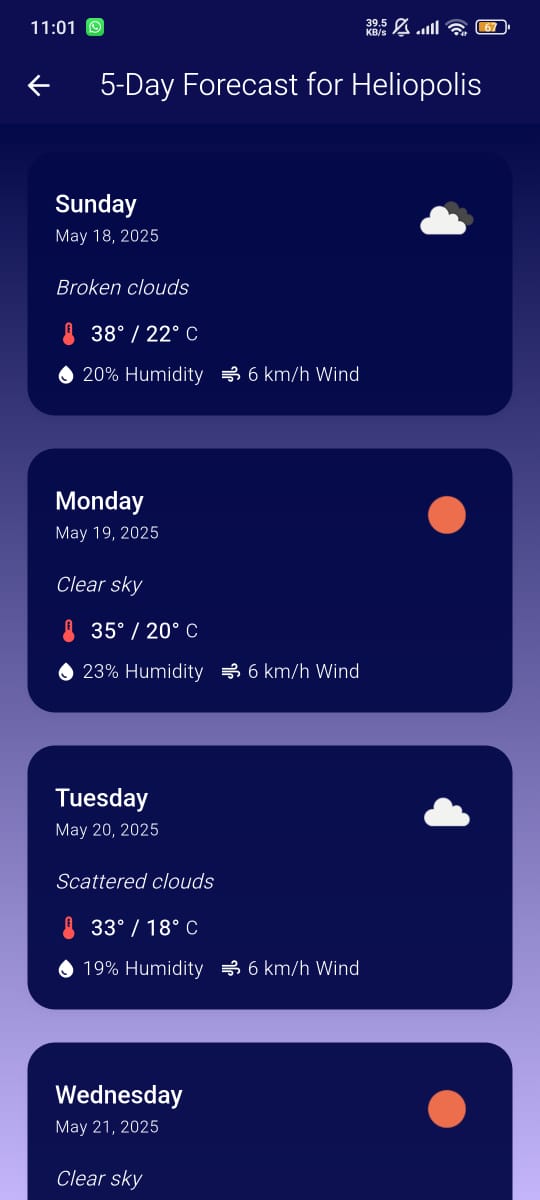 11:01
39.5 KB/s
67
5-Day Forecast for Heliopolis
Sunday
May 18, 2025
Broken clouds
38° / 22° C
20% Humidity 6 km/h Wind
Monday
May 19, 2025
Clear sky
35° / 20° C
23% Humidity 6 km/h Wind
Tuesday
May 20, 2025
Scattered clouds
33° / 18° C
19% Humidity 6 km/h Wind
Wednesday
May 21, 2025
Clear sky